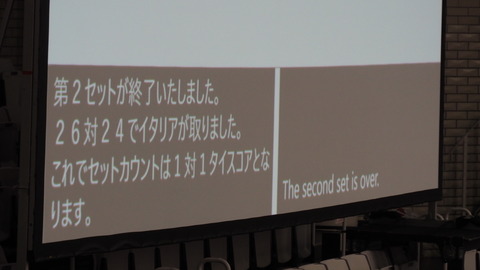 第２セットが終了いたしました。
２６対２４でイタリアが取りました。
これでセットカウントは１対１タイスコアとな
ります。
The second set is over.